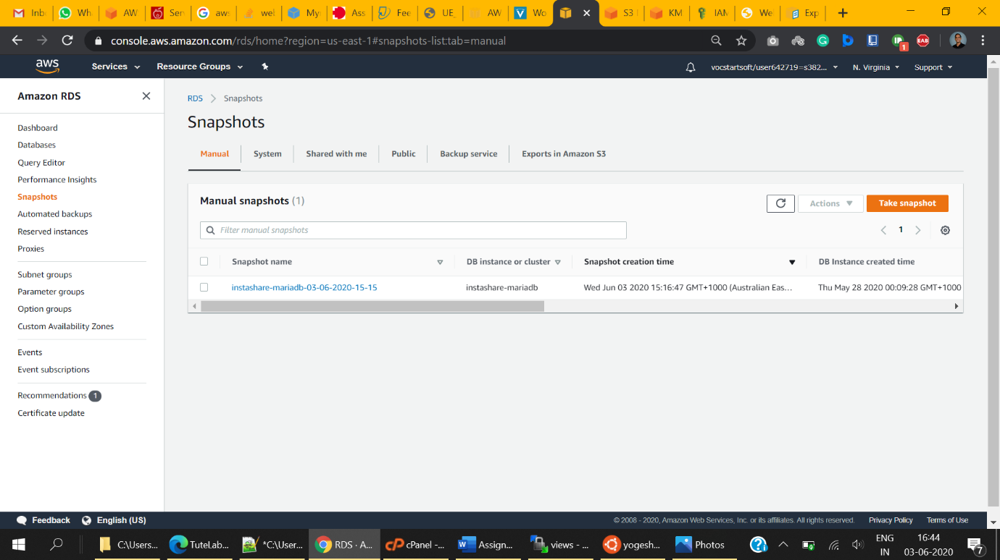 Inb
Wh
AW
Ser
aws
wel
My
Ass
Fee
UE_
AW
Wo
S3
KM
IAN
We
Exp
console.aws.amazon.com/rds/home?region=us-east-1#snapshots-list:tab=manual
1
EAB
aws
Services
Resource Groups
vocstartsoft/user642719=s382...
N. Virginia
Support
Amazon RDS
Dashboard
Databases
Query Editor
Performance Insights
Snapshots
Automated backups
Reserved instances
Proxies
Subnet groups
Parameter groups
Option groups
Custom Availability Zones
Events
Event subscriptions
Recommendations 1
Certificate update
RDS > Snapshots
Snapshots
Manual System Shared with me Public Backup service Exports in Amazon S3
Manual snapshots (1)
Actions
Take snapshot
Filter manual snapshots
1
Snapshot name DB instance or cluster Snapshot creation time DB Instance created time
instashare-mariadb-03-06-2020-15-15 instashare-mariadb Wed Jun 03 2020 15:16:47 GMT+1000 (Australian Eas... Thu May 28 2020 00:09:28 GMT+1000
Feedback English (US)
© 2008 - 2020, Amazon Web Services, Inc. or its affiliates. All rights reserved. Privacy Policy Terms of Use
C:\Users...
TuteLab...
*C:\User...
RDS · A...
cPanel -...
Assign...
views - ...
yogesh...
Photos
ENG
IN
16:44
03-06-2020
7